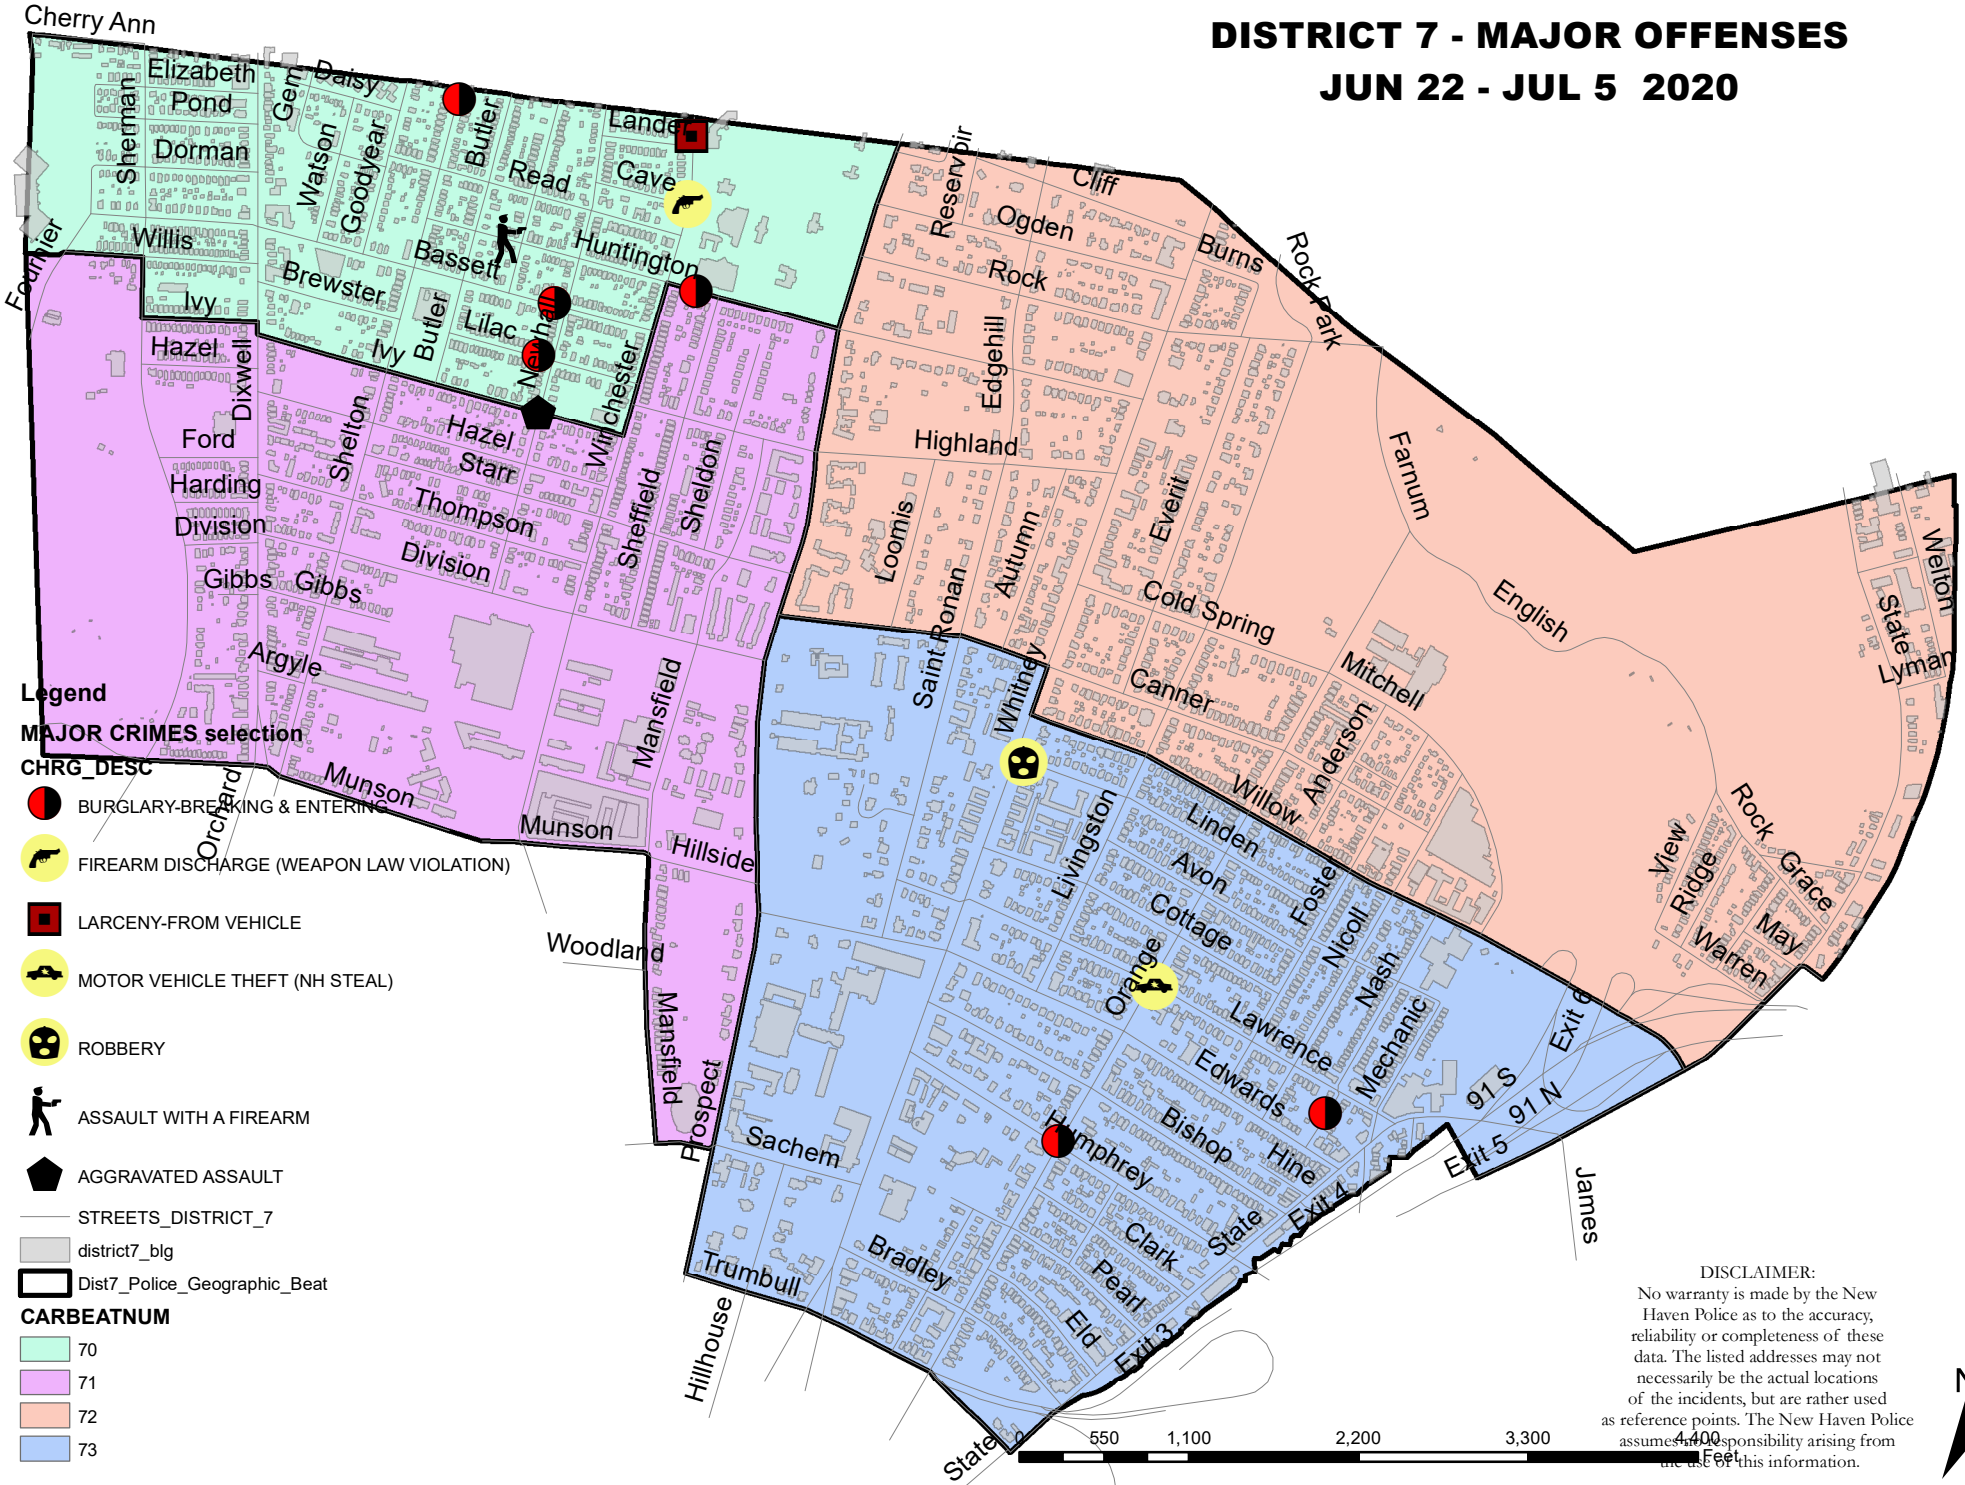 DISTRICT 7 - MAJOR OFFENSES
JUN 22 - JUL 5 2020
Cherry Ann
Elizabeth
Pond
Dorman
Sherman
Gem
Daisy
Watson
Goodyear
Butler
Read
Cave
Willis
Fournier
Ivy
Brewster
Bassett
Huntington
Butler
Lilac
Ivy
Newhall
Winchester
Hazel
Dixwell
Ford
Harding
Division
Gibbs
Gibbs
Shelton
Hazel
Starr
Thompson
Division
Sheffield
Sheldon
Argyle
Munson
Orchard
Munson
Mansfield
Hillside
Woodland
Mansfield
Prospect
Reservoir
Cliff
Ogden
Rock
Burns
Rock Park
Edgehill
Highland
Farnum
Loomis
Autumn
Everit
Saint Ronan
Cold Spring
English
Whitney
Canner
Mitchell
Anderson
Willow
Welton
State
Lyman
Rock
View
Ridge
Grace
May
Warren
Linden
Livingston
Avon
Foster
Cottage
Nicoll
Orange
Nash
Lawrence
Mechanic
Edwards
Exit 6
91 S
91 N
Humphrey
Bishop
Hine
Exit 5
Sachem
Exit 4
James
State
Clark
Pearl
Bradley
Trumbull
Eld
Exit 3
Hillhouse
State
Legend
MAJOR CRIMES selection
CHRG_DESC
BURGLARY-BREAKING & ENTERING
FIREARM DISCHARGE (WEAPON LAW VIOLATION)
LARCENY-FROM VEHICLE
MOTOR VEHICLE THEFT (NH STEAL)
ROBBERY
ASSAULT WITH A FIREARM
AGGRAVATED ASSAULT
STREETS_DISTRICT_7
district7_blg
Dist7_Police_Geographic_Beat
CARBEATNUM
70
71
72
73
DISCLAIMER:
No warranty is made by the New
Haven Police as to the accuracy,
reliability or completeness of these
data. The listed addresses may not
necessarily be the actual locations
of the incidents, but are rather used
as reference points. The New Haven Police
assumes no responsibility arising from
the use of this information.
0 550 1,100 2,200 3,300 4,400
Feet
N